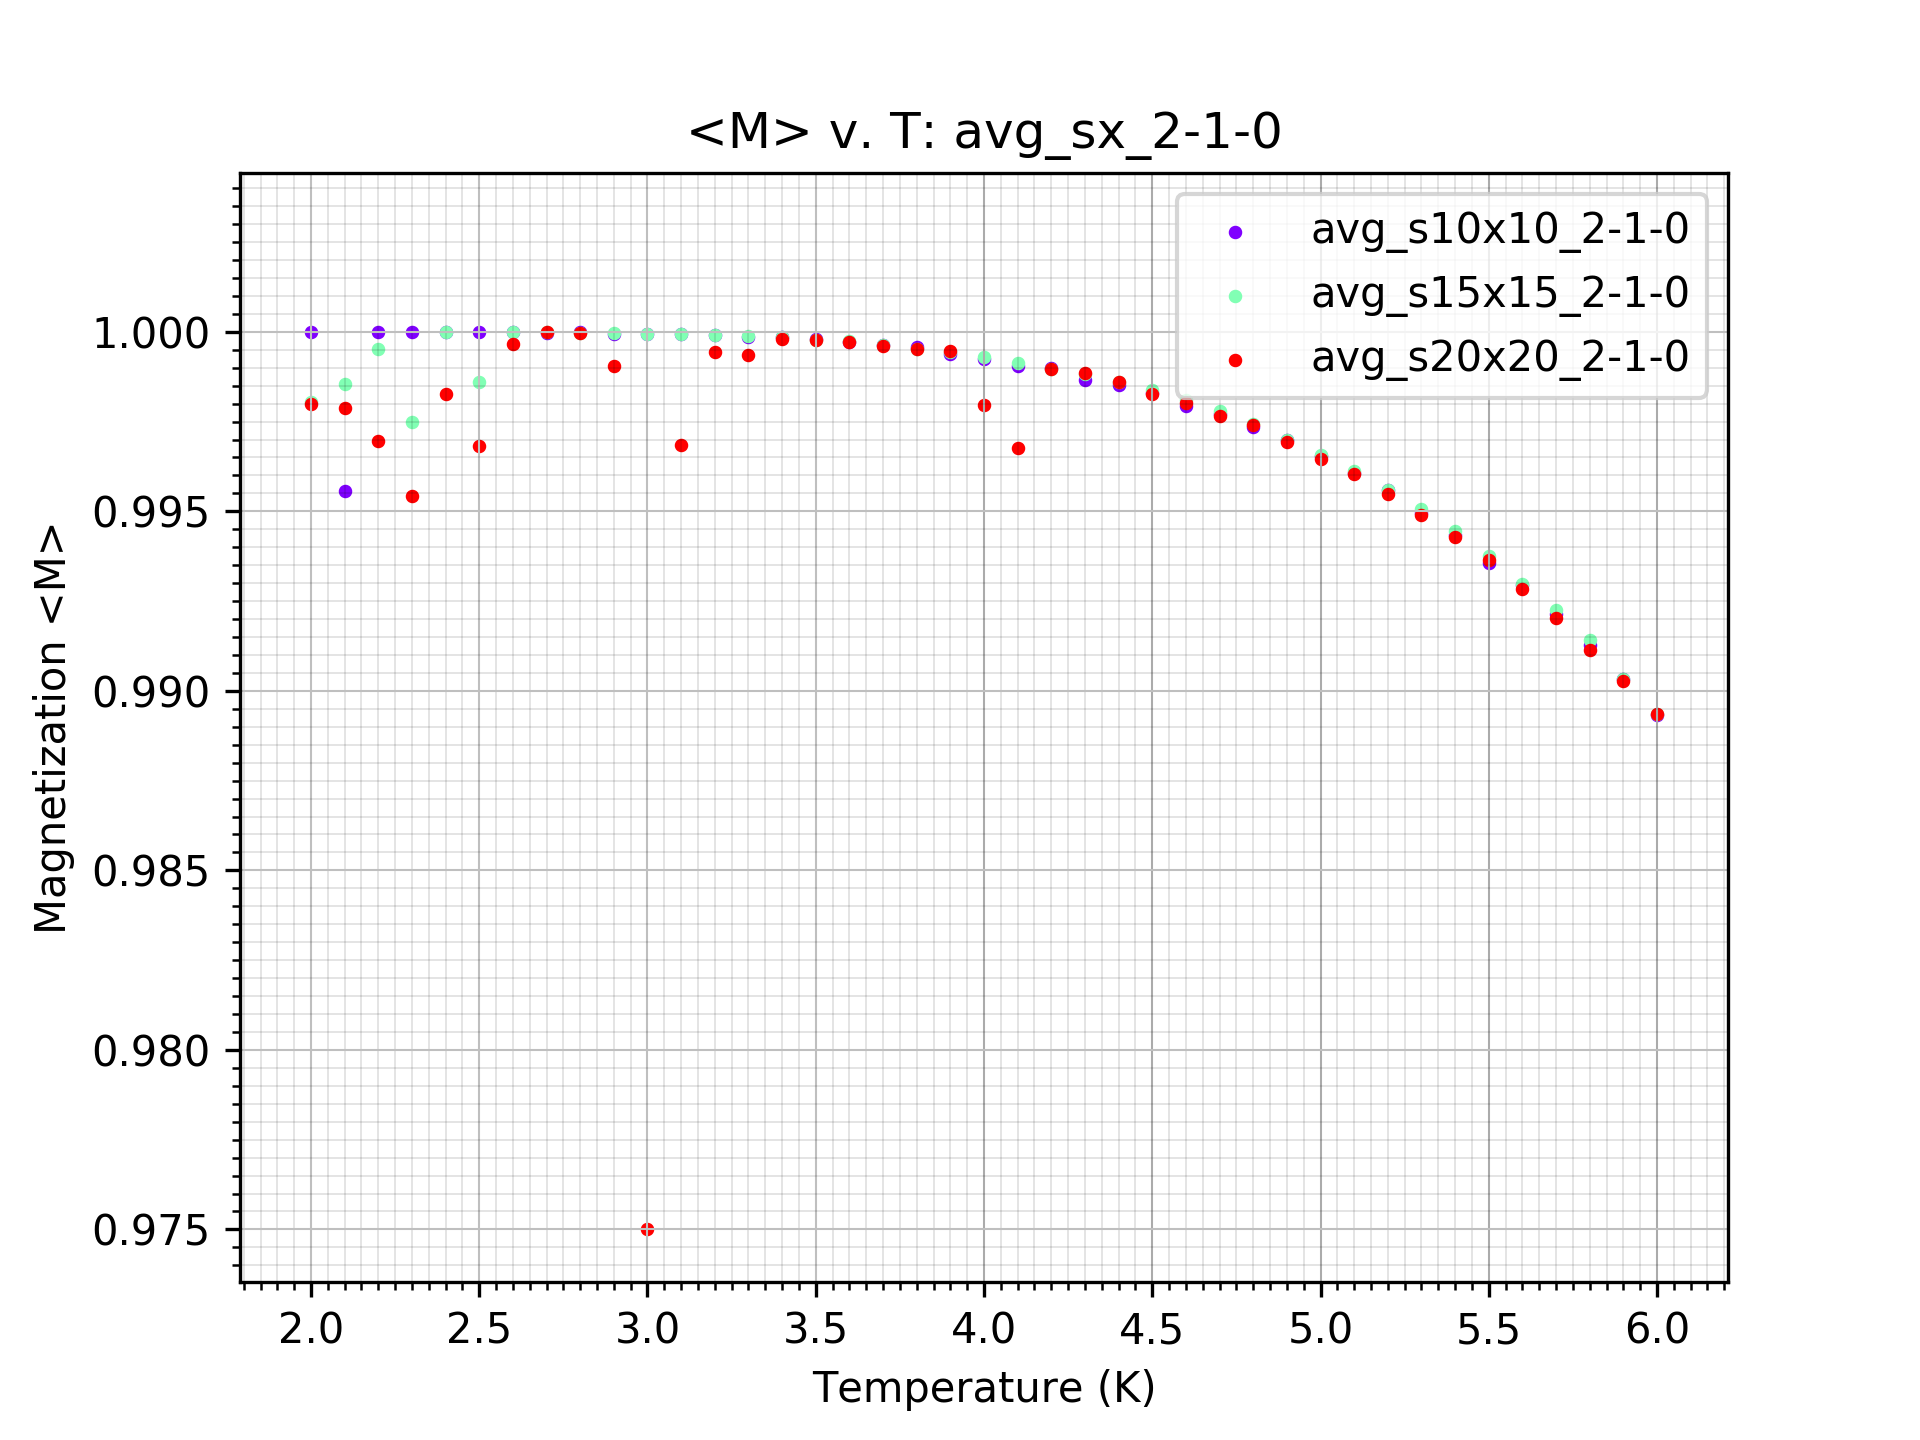 <M> v. T: avg_sx_2-1-0
avg_s10x10_2-1-0
avg_s15x15_2-1-0
avg_s20x20_2-1-0
1.000
0.995
0.990
0.985
0.980
0.975
Magnetization <M>
2.0 2.5 3.0 3.5 4.0 4.5 5.0 5.5 6.0
Temperature (K)